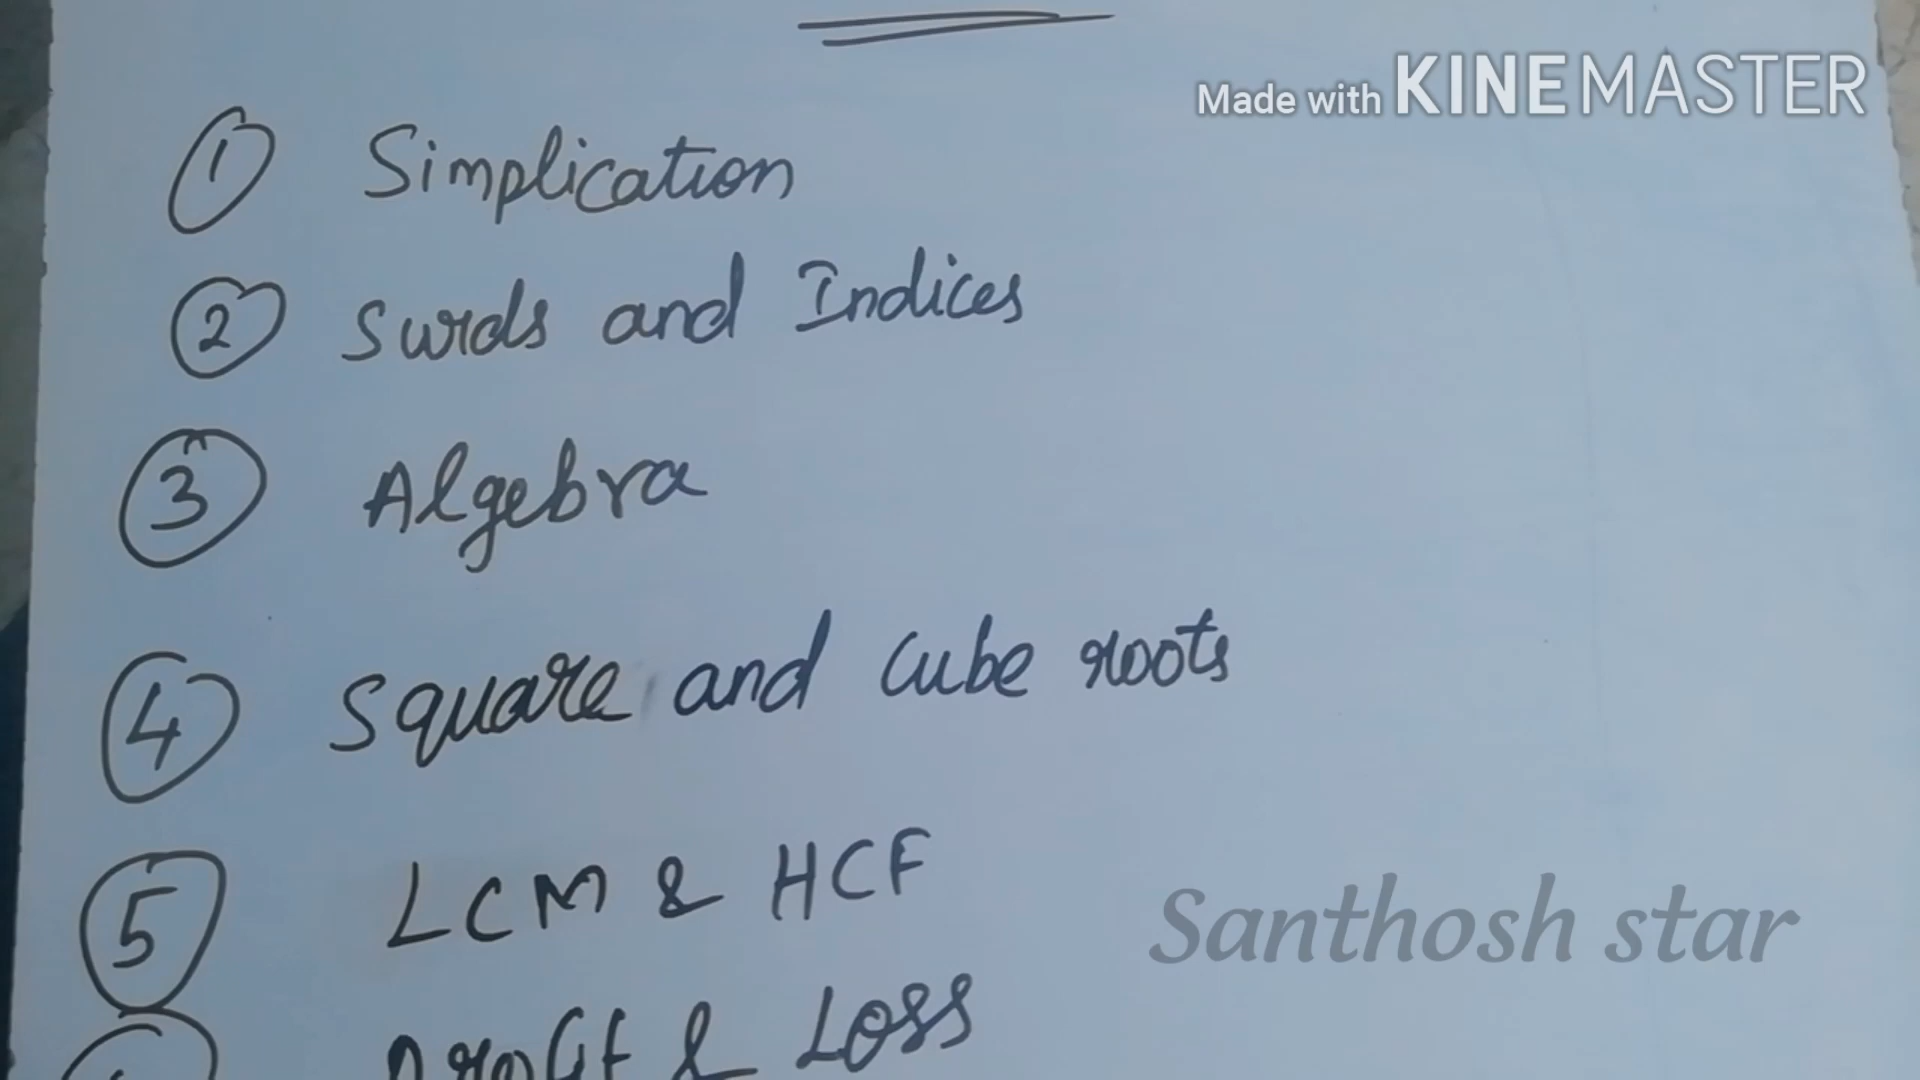 Made with KINEMASTER
1 Simplication
2 Surds and Indices
3 Algebra
4 Square and Cube roots
5 LCM & HCF
Santhosh star
Profit & Loss